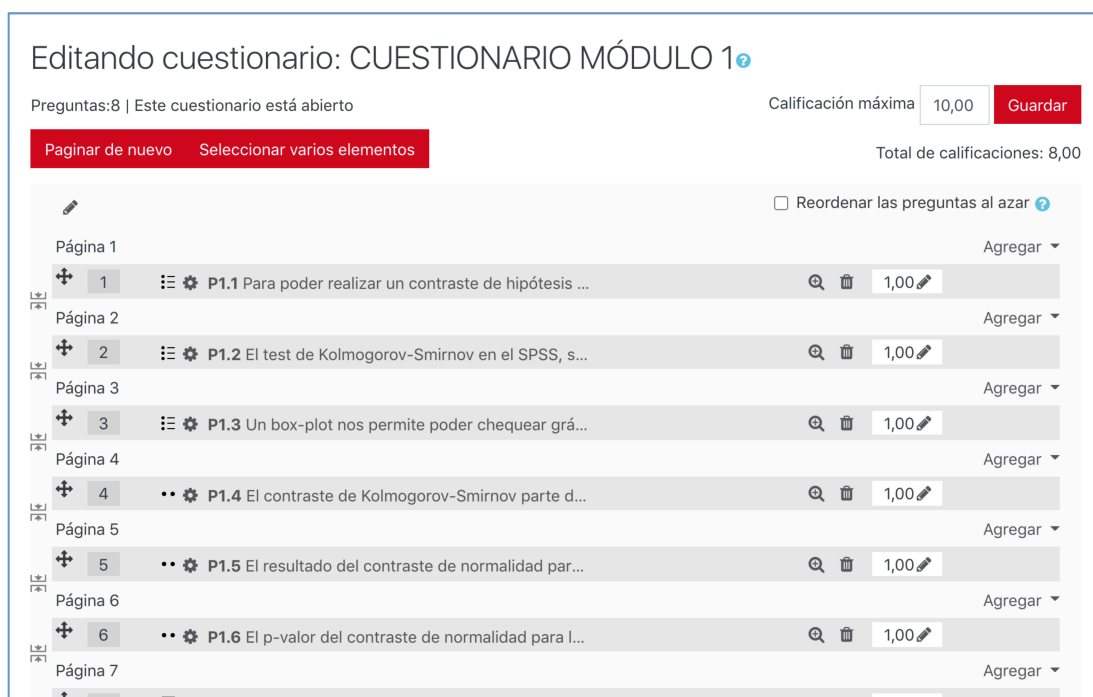 Editando cuestionario: CUESTIONARIO MÓDULO 1
Preguntas:8 | Este cuestionario está abierto
Calificación máxima 10,00 Guardar
Paginar de nuevo Seleccionar varios elementos
Total de calificaciones: 8,00
Reordenar las preguntas al azar
Página 1 Agregar
1 P1.1 Para poder realizar un contraste de hipótesis ... 1,00
Página 2 Agregar
2 P1.2 El test de Kolmogorov-Smirnov en el SPSS, s... 1,00
Página 3 Agregar
3 P1.3 Un box-plot nos permite poder chequear grá... 1,00
Página 4 Agregar
4 P1.4 El contraste de Kolmogorov-Smirnov parte d... 1,00
Página 5 Agregar
5 P1.5 El resultado del contraste de normalidad par... 1,00
Página 6 Agregar
6 P1.6 El p-valor del contraste de normalidad para l... 1,00
Página 7 Agregar